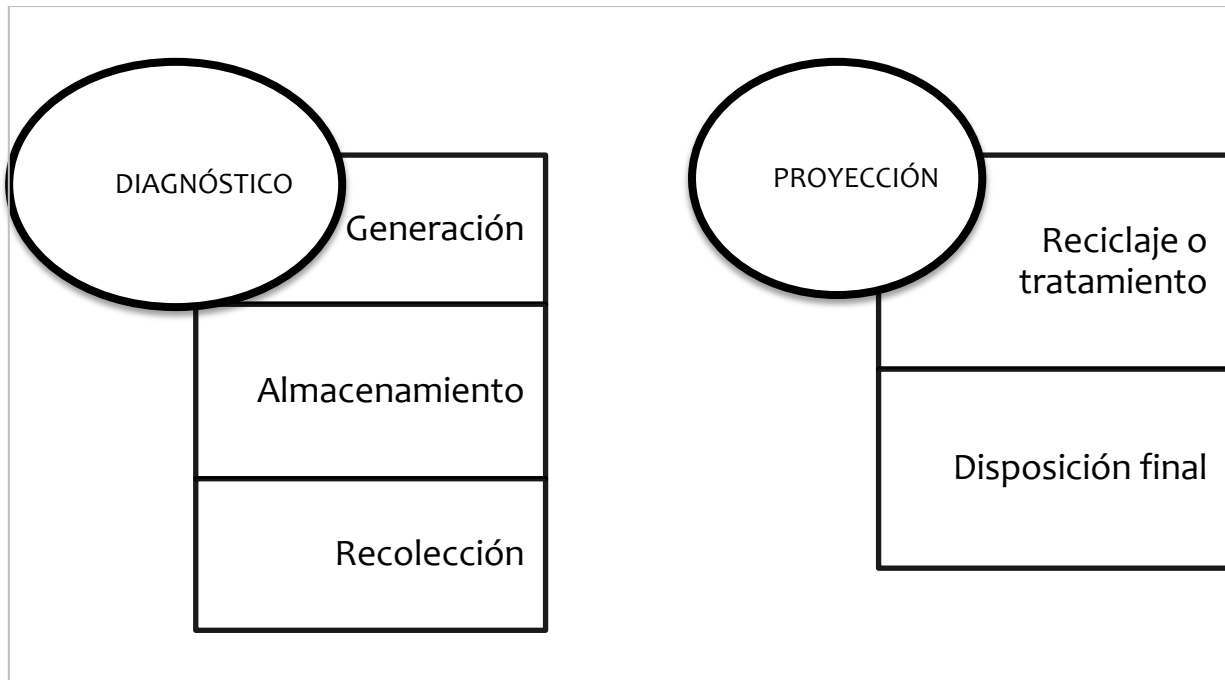 DIAGNÓSTICO
Generación
Almacenamiento
Recolección
PROYECCIÓN
Reciclaje o
tratamiento
Disposición final